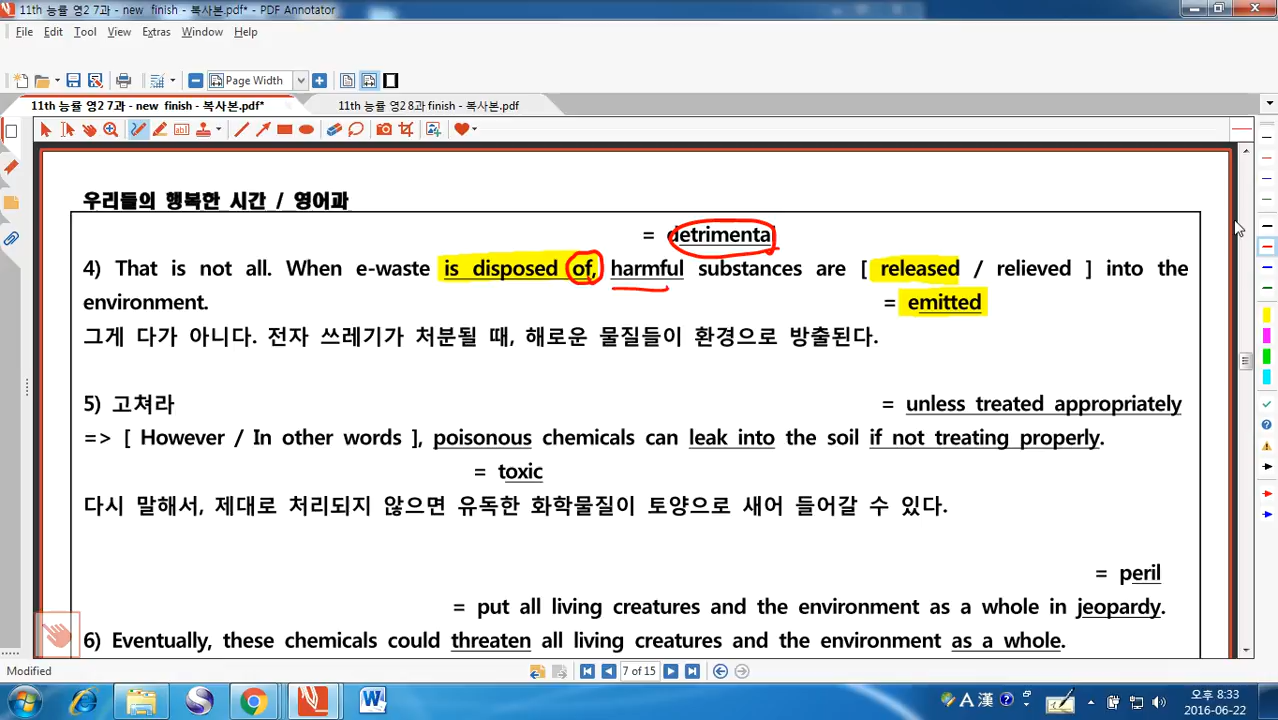 11th 능률 영2 7과 - new finish - 복사본.pdf* - PDF Annotator
File Edit Tool View Extras Window Help
Page Width
11th 능률 영2 7과 - new finish - 복사본.pdf* 11th 능률 영2 8과 finish - 복사본.pdf
우리들의 행복한 시간 / 영어과
= detrimental
4) That is not all. When e-waste is disposed of, harmful substances are [ released / relieved ] into the
environment. = emitted
그게 다가 아니다. 전자 쓰레기가 처분될 때, 해로운 물질들이 환경으로 방출된다.
5) 고쳐라 = unless treated appropriately
=> [ However / In other words ], poisonous chemicals can leak into the soil if not treating properly.
= toxic
다시 말해서, 제대로 처리되지 않으면 유독한 화학물질이 토양으로 새어 들어갈 수 있다.
= peril
= put all living creatures and the environment as a whole in jeopardy.
6) Eventually, these chemicals could threaten all living creatures and the environment as a whole.
Modified 7 of 15
A 漢 오후 8:33
2016-06-22